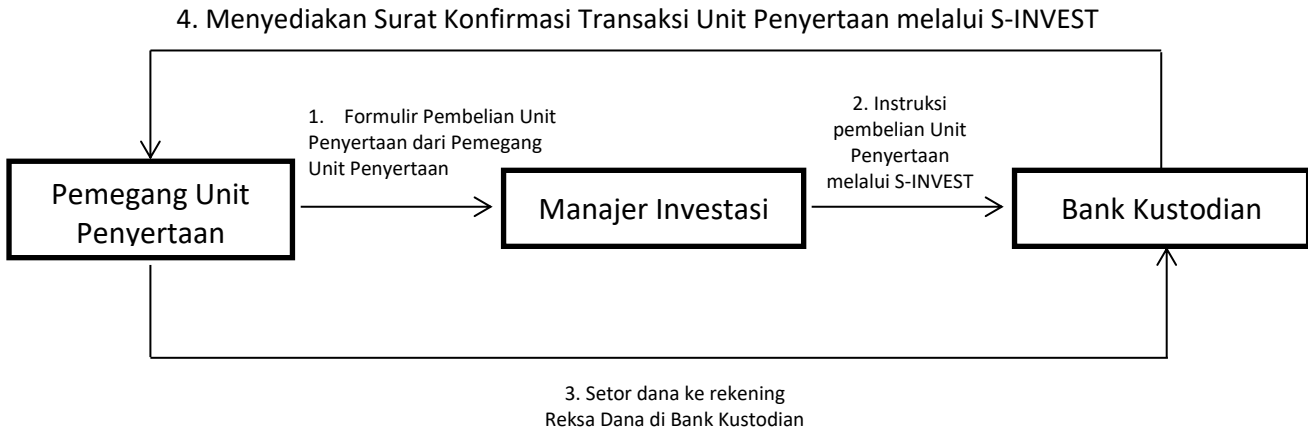 4. Menyediakan Surat Konfirmasi Transaksi Unit Penyertaan melalui S-INVEST
1. Formulir Pembelian Unit
Penyertaan dari Pemegang
Unit Penyertaan
2. Instruksi
pembelian Unit
Penyertaan
melalui S-INVEST
Pemegang Unit
Penyertaan
Manajer Investasi
Bank Kustodian
3. Setor dana ke rekening
Reksa Dana di Bank Kustodian